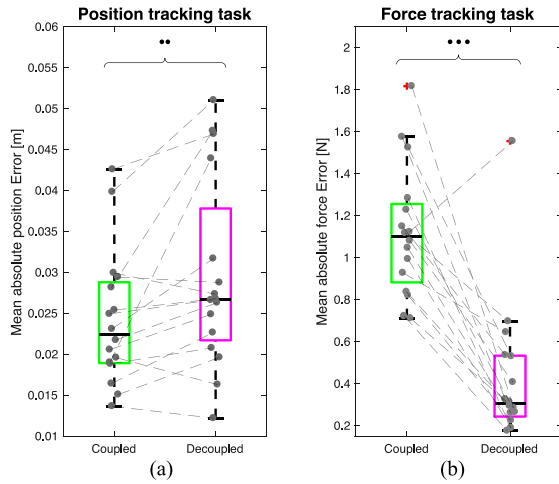 Position tracking task
Force tracking task
Mean absolute position Error [m]
0.06
0.055
0.05
0.045
0.04
0.035
0.03
0.025
0.02
0.015
0.01
Coupled
Decoupled
(a)
Mean absolute force Error [N]
2
1.8
1.6
1.4
1.2
1
0.8
0.6
0.4
0.2
Coupled
Decoupled
(b)